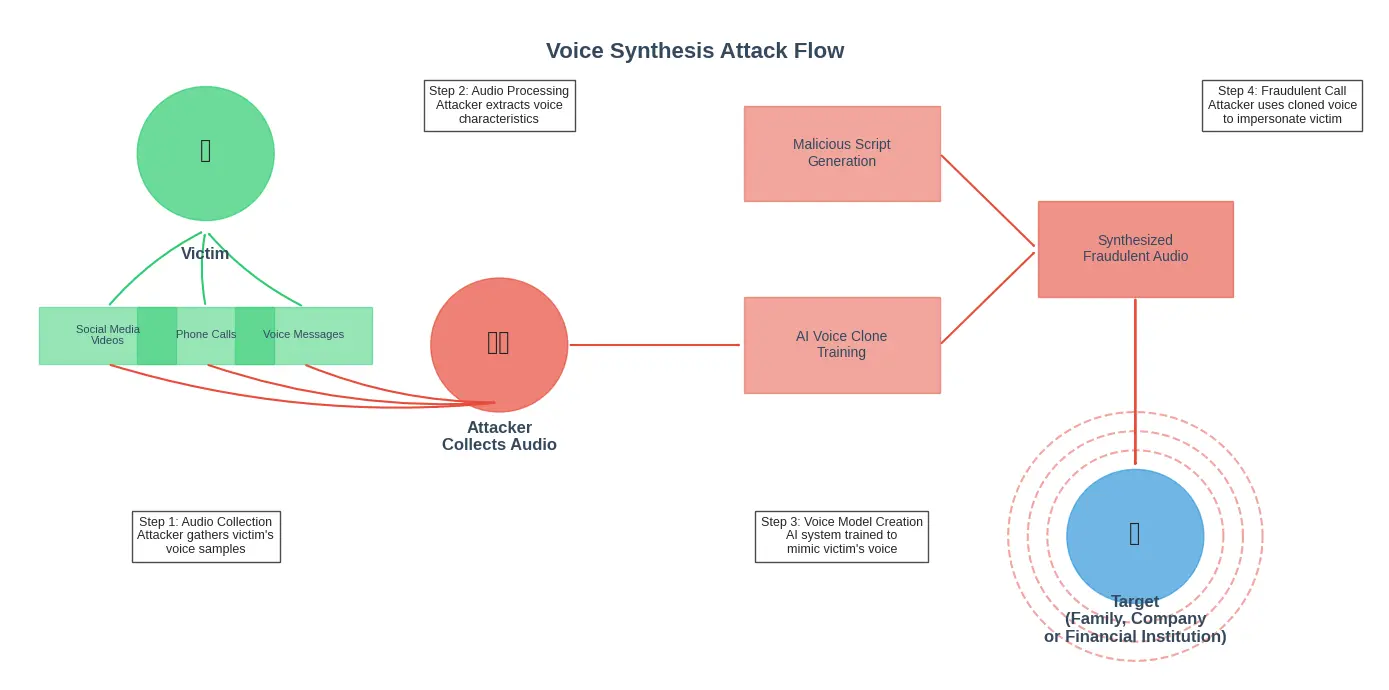 Voice Synthesis Attack Flow
Step 2: Audio Processing
Attacker extracts voice
characteristics
Step 4: Fraudulent Call
Attacker uses cloned voice
to impersonate victim
Malicious Script
Generation
Victim
Synthesized
Fraudulent Audio
Social Media
Videos
Phone Calls
Voice Messages
AI Voice Clone
Training
Attacker
Collects Audio
Step 1: Audio Collection
Attacker gathers victim's
voice samples
Step 3: Voice Model Creation
AI system trained to
mimic victim's voice
Target
(Family, Company
or Financial Institution)